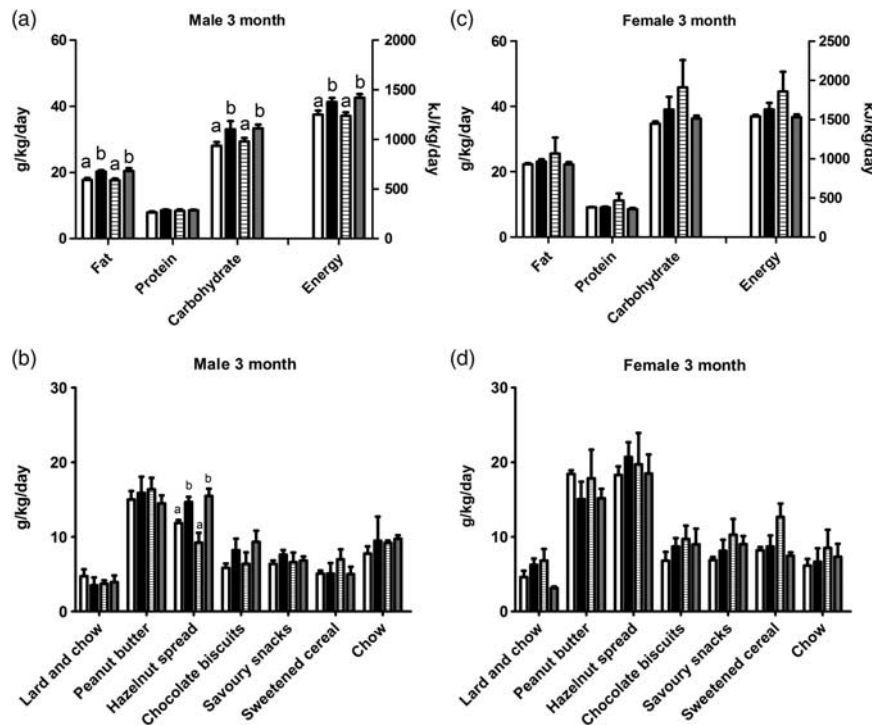 (a)
Male 3 month
60
40
20
0
g/kg/day
2000
1500
1000
500
0
kJ/kg/day
a b a b
a b a b
a b a b
Fat
Protein
Carbohydrate
Energy
(c)
Female 3 month
60
40
20
0
g/kg/day
2500
2000
1500
1000
500
0
kJ/kg/day
Fat
Protein
Carbohydrate
Energy
(b)
Male 3 month
30
20
10
0
g/kg/day
a b a b
Lard and chow
Peanut butter
Hazelnut spread
Chocolate biscuits
Savoury snacks
Sweetened cereal
Chow
(d)
Female 3 month
30
20
10
0
g/kg/day
Lard and chow
Peanut butter
Hazelnut spread
Chocolate biscuits
Savoury snacks
Sweetened cereal
Chow